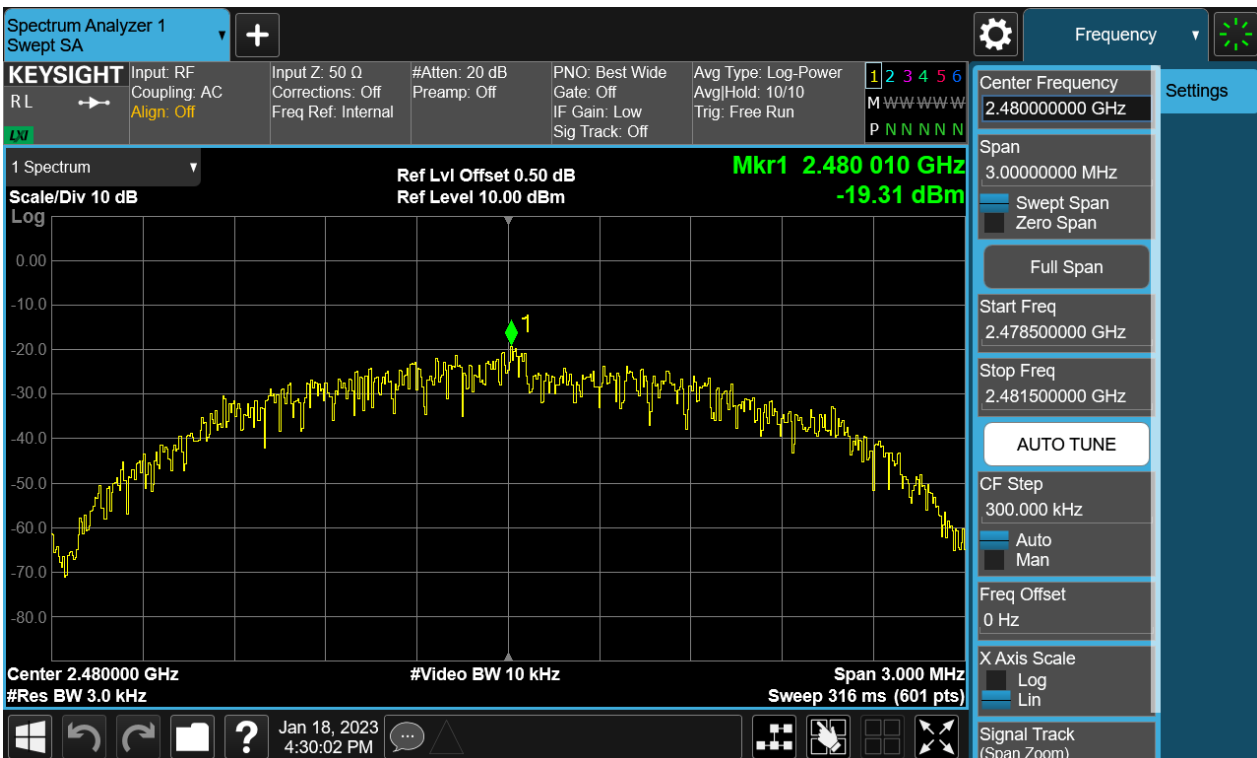 Spectrum Analyzer 1
Swept SA
Frequency
KEYSIGHT
R L
LXI
Input: RF
Coupling: AC
Align: Off
Input Z: 50 Ω
Corrections: Off
Freq Ref: Internal
#Atten: 20 dB
Preamp: Off
PNO: Best Wide
Gate: Off
IF Gain: Low
Sig Track: Off
Avg Type: Log-Power
Avg|Hold: 10/10
Trig: Free Run
1 2 3 4 5 6
M W W W W W
P N N N N N
1 Spectrum
Scale/Div 10 dB
Ref Lvl Offset 0.50 dB
Ref Level 10.00 dBm
Mkr1 2.480 010 GHz
-19.31 dBm
Log
0.00
-10.0
-20.0
-30.0
-40.0
-50.0
-60.0
-70.0
-80.0
1
Center 2.480000 GHz
#Res BW 3.0 kHz
#Video BW 10 kHz
Span 3.000 MHz
Sweep 316 ms (601 pts)
Center Frequency
2.480000000 GHz
Settings
Span
3.00000000 MHz
Swept Span
Zero Span
Full Span
Start Freq
2.478500000 GHz
Stop Freq
2.481500000 GHz
AUTO TUNE
CF Step
300.000 kHz
Auto
Man
Freq Offset
0 Hz
X Axis Scale
Log
Lin
Signal Track
(Span Zoom)
?
Jan 18, 2023
4:30:02 PM